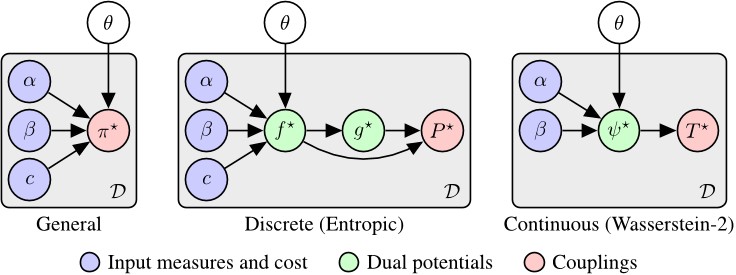 θ θ θ
α α α
β π⋆ β f⋆ g⋆ P⋆ β ψ⋆ T⋆
c c
𝒟 𝒟 𝒟
General Discrete (Entropic) Continuous (Wasserstein-2)
Input measures and cost Dual potentials Couplings